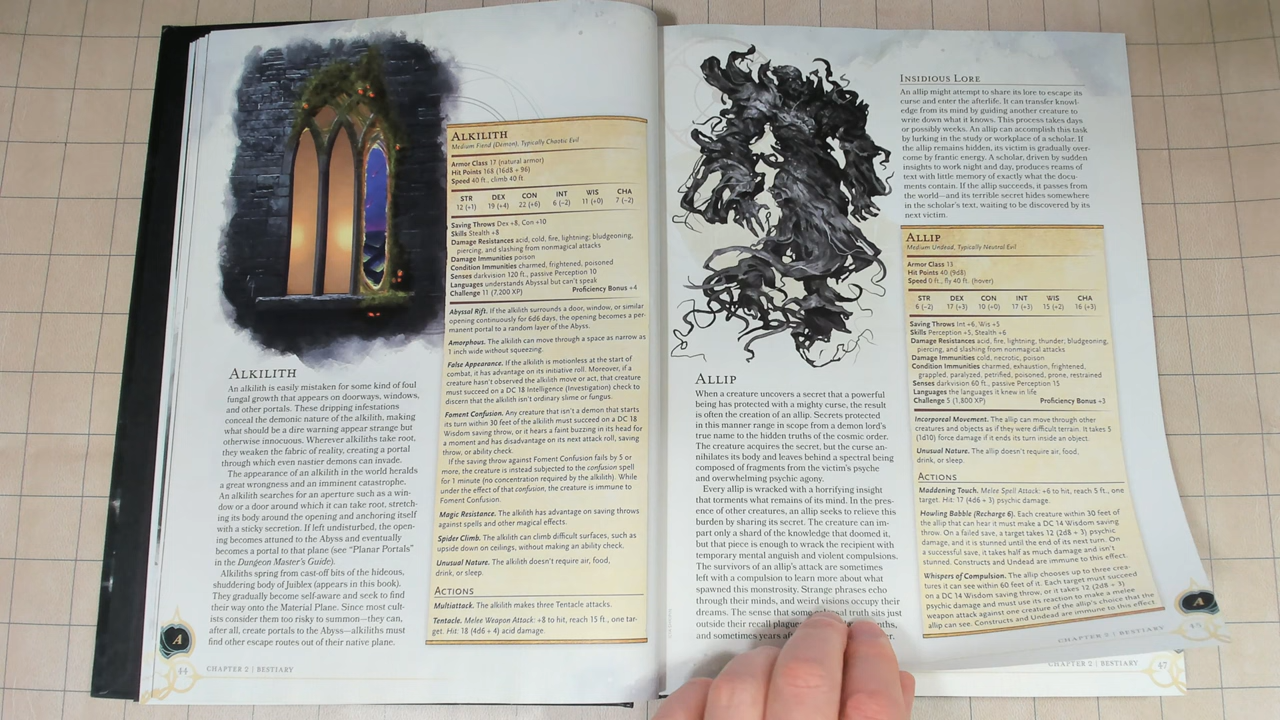 ALKILITH
An alkilith is easily mistaken for some kind of foul
fungal growth that appears on doorways, windows,
and other portals. These dripping infestations
conceal the demonic nature of the alkilith, making
what should be a dire warning appear strange but
otherwise innocuous. Wherever alkiliths take root,
they weaken the fabric of reality, creating a portal
through which even nastier demons can invade.
The appearance of an alkilith in the world heralds
a great wrongness and an imminent catastrophe.
An alkilith searches for an aperture such as a win-
dow or a door around which it can take root, stretch-
ing its body around the opening and anchoring itself
with a sticky secretion. If left undisturbed, the open-
ing becomes attuned to the Abyss and eventually
becomes a portal to that plane (see "Planar Portals"
in the Dungeon Master's Guide).
Alkiliths spring from cast-off bits of the hideous,
shuddering body of Juiblex (appears in this book).
They gradually become self-aware and seek to find
their way onto the Material Plane. Since most cult-
ists consider them too risky to summon—they can,
after all, create portals to the Abyss—alkiliths must
find other escape routes out of their native plane.
A
44
CHAPTER 2 | BESTIARY
ALKILITH
Medium Fiend (Demon), Typically Chaotic Evil
Armor Class 17 (natural armor)
Hit Points 168 (16d8 + 96)
Speed 40 ft., climb 40 ft.
STR DEX CON INT WIS CHA
12 (+1) 19 (+4) 22 (+6) 6 (−2) 11 (+0) 7 (−2)
Saving Throws Dex +8, Con +10
Skills Stealth +8
Damage Resistances acid, cold, fire, lightning; bludgeoning,
piercing, and slashing from nonmagical attacks
Damage Immunities poison
Condition Immunities charmed, frightened, poisoned
Senses darkvision 120 ft., passive Perception 10
Languages understands Abyssal but can't speak
Challenge 11 (7,200 XP) Proficiency Bonus +4
Abyssal Rift. If the alkilith surrounds a door, window, or similar
opening continuously for 6d6 days, the opening becomes a per-
manent portal to a random layer of the Abyss.
Amorphous. The alkilith can move through a space as narrow as
1 inch wide without squeezing.
False Appearance. If the alkilith is motionless at the start of
combat, it has advantage on its initiative roll. Moreover, if a
creature hasn't observed the alkilith move or act, that creature
must succeed on a DC 18 Intelligence (Investigation) check to
discern that the alkilith isn't ordinary slime or fungus.
Foment Confusion. Any creature that isn't a demon that starts
its turn within 30 feet of the alkilith must succeed on a DC 18
Wisdom saving throw, or it hears a faint buzzing in its head for
a moment and has disadvantage on its next attack roll, saving
throw, or ability check.
If the saving throw against Foment Confusion fails by 5 or
more, the creature is instead subjected to the confusion spell
for 1 minute (no concentration required by the alkilith). While
under the effect of that confusion, the creature is immune to
Foment Confusion.
Magic Resistance. The alkilith has advantage on saving throws
against spells and other magical effects.
Spider Climb. The alkilith can climb difficult surfaces, such as
upside down on ceilings, without making an ability check.
Unusual Nature. The alkilith doesn't require air, food,
drink, or sleep.
ACTIONS
Multiattack. The alkilith makes three Tentacle attacks.
Tentacle. Melee Weapon Attack: +8 to hit, reach 15 ft., one tar-
get. Hit: 18 (4d6 + 4) acid damage.
ALLIP
When a creature uncovers a secret that a powerful
being has protected with a mighty curse, the result
is often the creation of an allip. Secrets protected
in this manner range in scope from a demon lord's
true name to the hidden truths of the cosmic order.
The creature acquires the secret, but the curse an-
nihilates its body and leaves behind a spectral being
composed of fragments from the victim's psyche
and overwhelming psychic agony.
Every allip is wracked with a horrifying insight
that torments what remains of its mind. In the pres-
ence of other creatures, an allip seeks to relieve this
burden by sharing its secret. The creature can im-
part only a shard of the knowledge that doomed it,
but that piece is enough to wrack the recipient with
temporary mental anguish and violent compulsions.
The survivors of an allip's attack are sometimes
left with a compulsion to learn more about what
spawned this monstrosity. Strange phrases echo
through their minds, and weird visions occupy their
dreams. The sense that some colossal truth sits just
outside their recall
and sometimes years
INSIDIOUS LORE
An allip might attempt to share its lore to escape its
curse and enter the afterlife. It can transfer knowl-
edge from its mind by guiding another creature to
write down what it knows. This process takes days
or possibly weeks. An allip can accomplish this task
by lurking in the study or workplace of a scholar. If
the allip remains hidden, its victim is gradually over-
come by frantic energy. A scholar, driven by sudden
insights to work night and day, produces reams of
text with little memory of exactly what the docu-
ments contain. If the allip succeeds, it passes from
the world—and its terrible secret hides somewhere
in the scholar's text, waiting to be discovered by its
next victim.
ALLIP
Medium Undead, Typically Neutral Evil
Armor Class 13
Hit Points 40 (9d8)
Speed 0 ft., fly 40 ft. (hover)
STR DEX CON INT WIS CHA
6 (−2) 17 (+3) 10 (+0) 17 (+3) 15 (+2) 16 (+3)
Saving Throws Int +6, Wis +5
Skills Perception +5, Stealth +6
Damage Resistances acid, fire, lightning, thunder; bludgeoning,
piercing, and slashing from nonmagical attacks
Damage Immunities cold, necrotic, poison
Condition Immunities charmed, exhaustion, frightened,
grappled, paralyzed, petrified, poisoned, prone, restrained
Senses darkvision 60 ft., passive Perception 15
Languages the languages it knew in life
Challenge 5 (1,800 XP) Proficiency Bonus +3
Incorporeal Movement. The allip can move through other
creatures and objects as if they were difficult terrain. It takes 5
(1d10) force damage if it ends its turn inside an object.
Unusual Nature. The allip doesn't require air, food,
drink, or sleep.
ACTIONS
Maddening Touch. Melee Spell Attack: +6 to hit, reach 5 ft., one
target. Hit: 17 (4d6 + 3) psychic damage.
Howling Babble (Recharge 6). Each creature within 30 feet of
the allip that can hear it must make a DC 14 Wisdom saving
throw. On a failed save, a target takes 12 (2d8 + 3) psychic
damage, and it is stunned until the end of its next turn. On
a successful save, it takes half as much damage and isn't
stunned. Constructs and Undead are immune to this effect.
Whispers of Compulsion. The allip chooses up to three crea-
tures it can see within 60 feet of it. Each target must succeed
on a DC 14 Wisdom saving throw, or it takes 12 (2d8 + 3)
psychic damage and must use its reaction to make a melee
weapon attack against one creature of the allip's choice that the
allip can see. Constructs and Undead are immune to this effect.
A
CHAPTER 2 | BESTIARY
45
CHAPTER 2 | BESTIARY
47